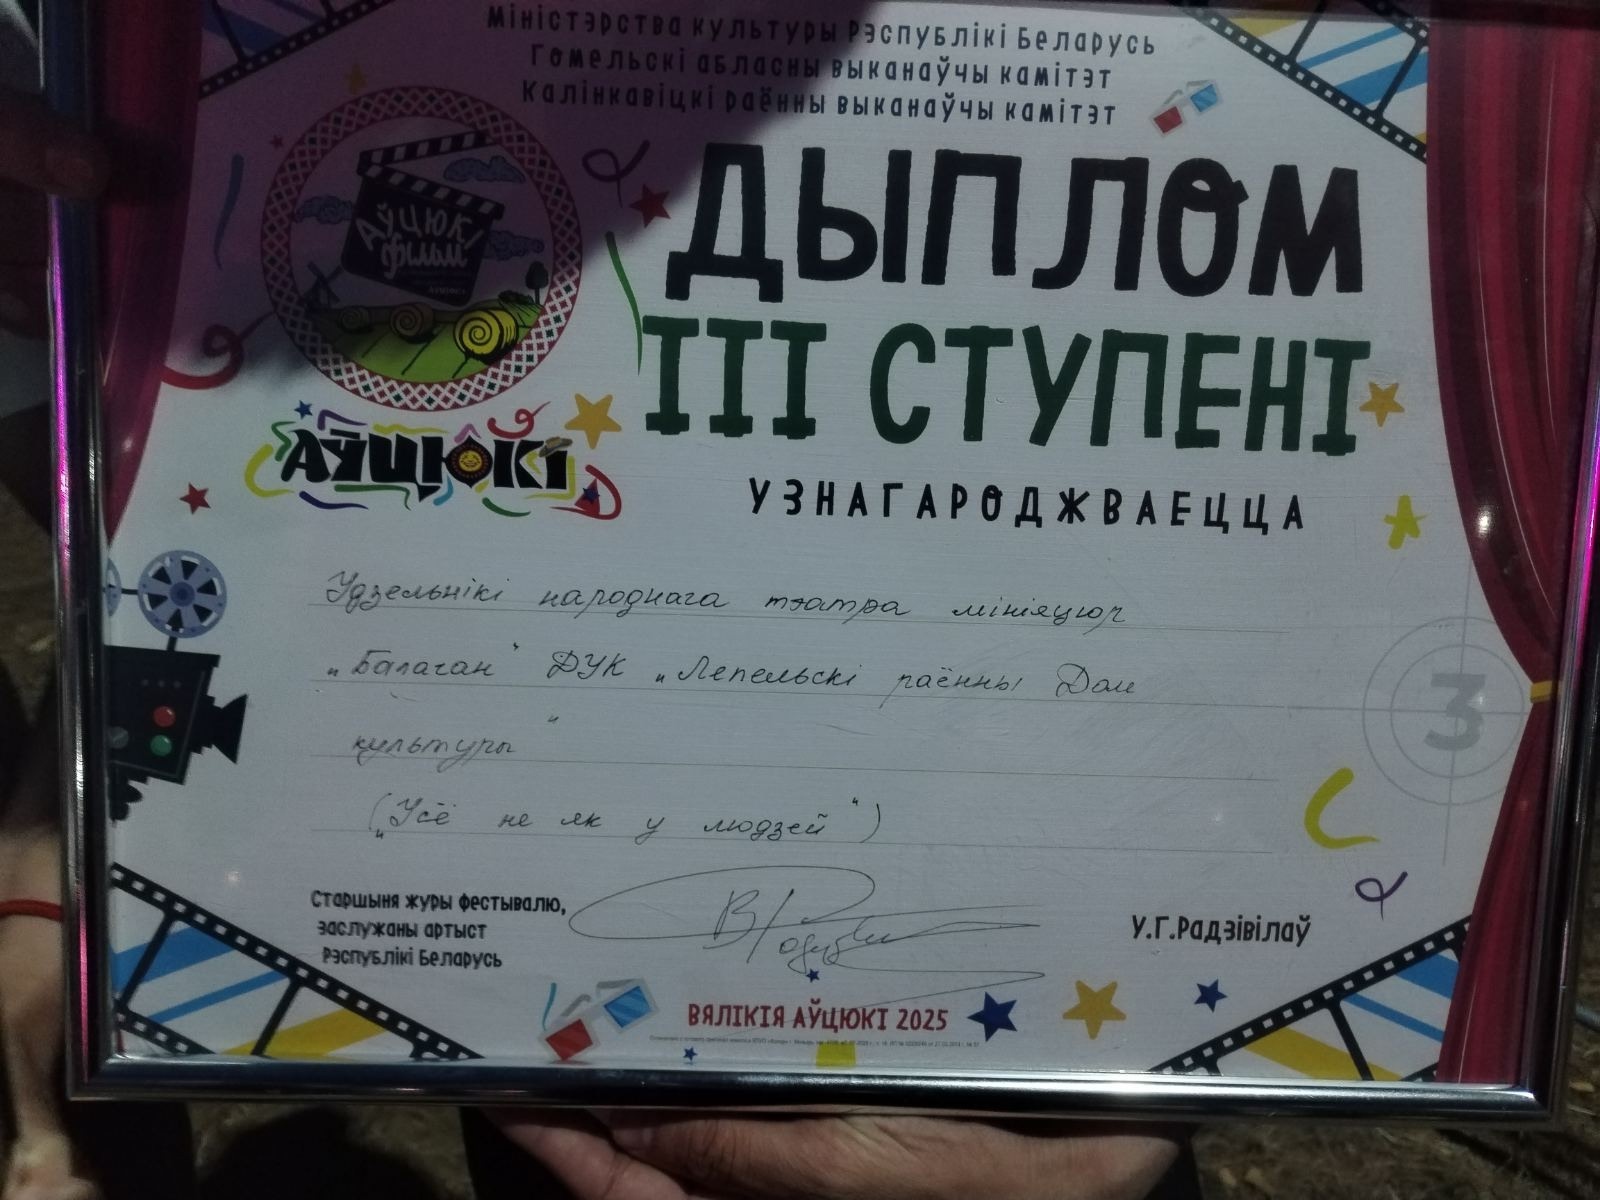 Міністэрства культуры Рэспублікі Беларусь
Гомельскі абласны выканаўчы камітэт
Калінкавіцкі раённы выканаўчы камітэт
АЎЦЮКІ
фільм
АЎЦЮКІ
ДЫПЛОМ
III СТУПЕНІ
УЗНАГАРОДЖВАЕЦЦА
Удзельнікі народнага тэатра мініяцюр
„Балаган" ДУК „Лепельскі раённы Дом
культуры"
(„Усё не як у людзей")
3
Старшыня журы фестывалю,
заслужаны артыст
Рэспублікі Беларусь
У.Г.Радзівілаў
ВЯЛІКІЯ АЎЦЮКІ 2025